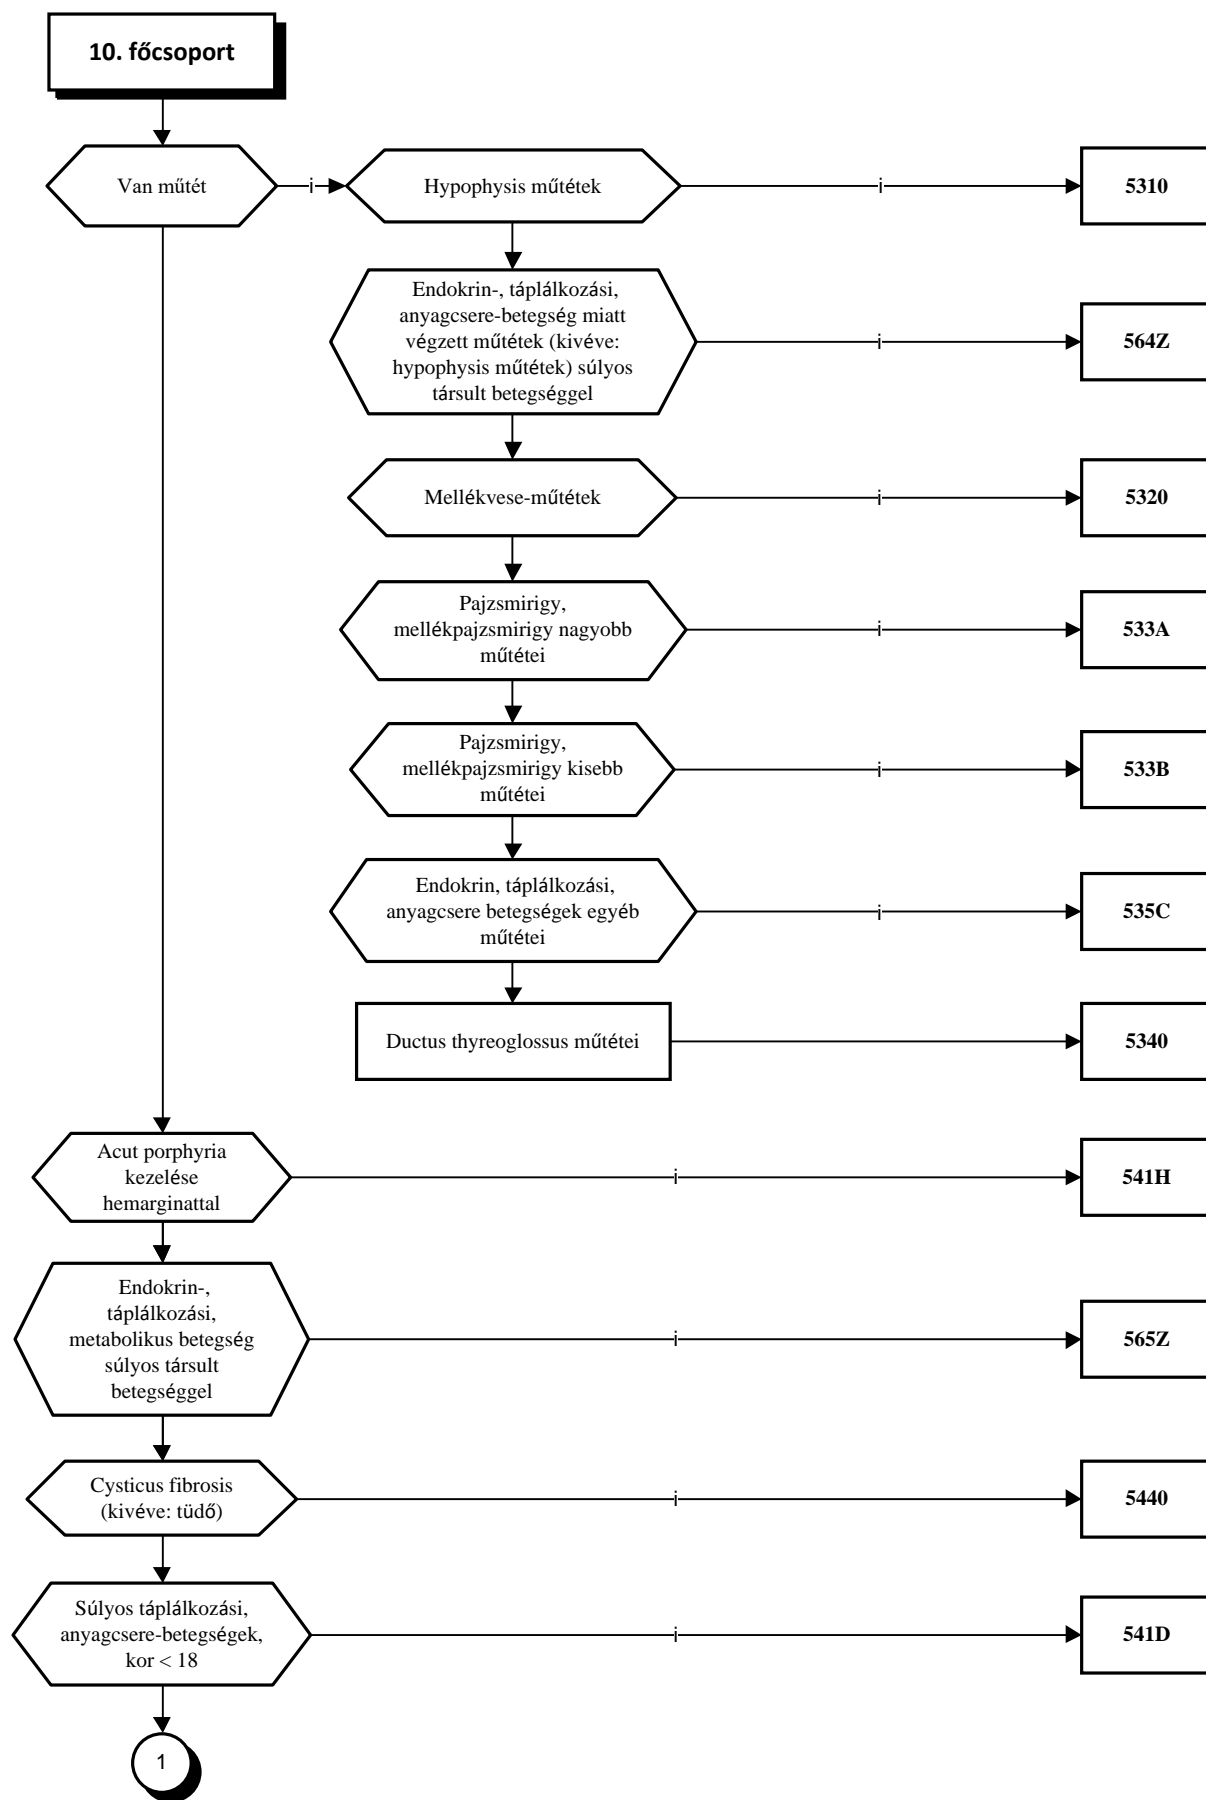 10. főcsoport
Van műtét
i
Hypophysis műtétek
i
5310
Endokrin-, táplálkozási,
anyagcsere-betegség miatt
végzett műtétek (kivéve:
hypophysis műtétek) súlyos
társult betegséggel
i
564Z
Mellékvese-műtétek
i
5320
Pajzsmirigy,
mellékpajzsmirigy nagyobb
műtétei
i
533A
Pajzsmirigy,
mellékpajzsmirigy kisebb
műtétei
i
533B
Endokrin, táplálkozási,
anyagcsere betegségek egyéb
műtétei
i
535C
Ductus thyreoglossus műtétei
5340
Acut porphyria
kezelése
hemarginattal
i
541H
Endokrin-,
táplálkozási,
metabolikus betegség
súlyos társult
betegséggel
i
565Z
Cysticus fibrosis
(kivéve: tüdő)
i
5440
Súlyos táplálkozási,
anyagcsere-betegségek,
kor < 18
i
541D
1